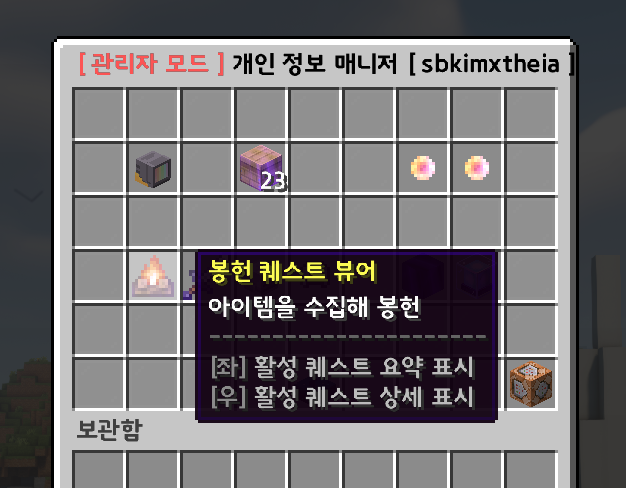 [ 관리자 모드 ] 개인 정보 매니저 [ sbkimxtheia ]
23
봉헌 퀘스트 뷰어
아이템을 수집해 봉헌
[좌] 활성 퀘스트 요약 표시
[우] 활성 퀘스트 상세 표시
보관함